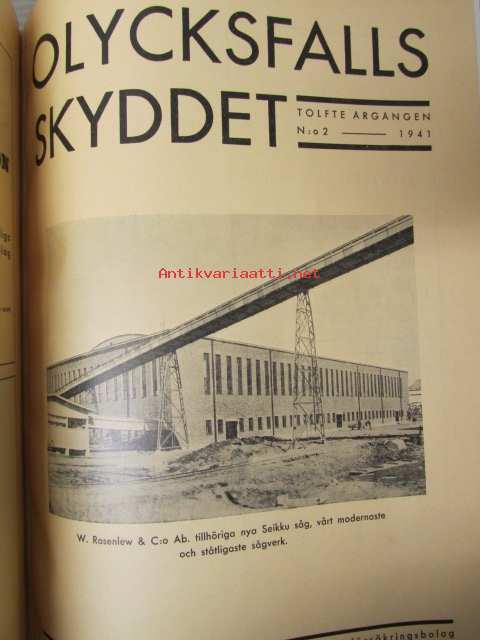 OLYCKSFALLS
SKYDDET
TOLFTE ÅRGÅNGEN
N:o 2 1941
Antikvariaatti.net
W. Rosenlew & C:o Ab. tillhöriga nya Seikku såg, vårt modernaste
och ståtligaste sågverk.